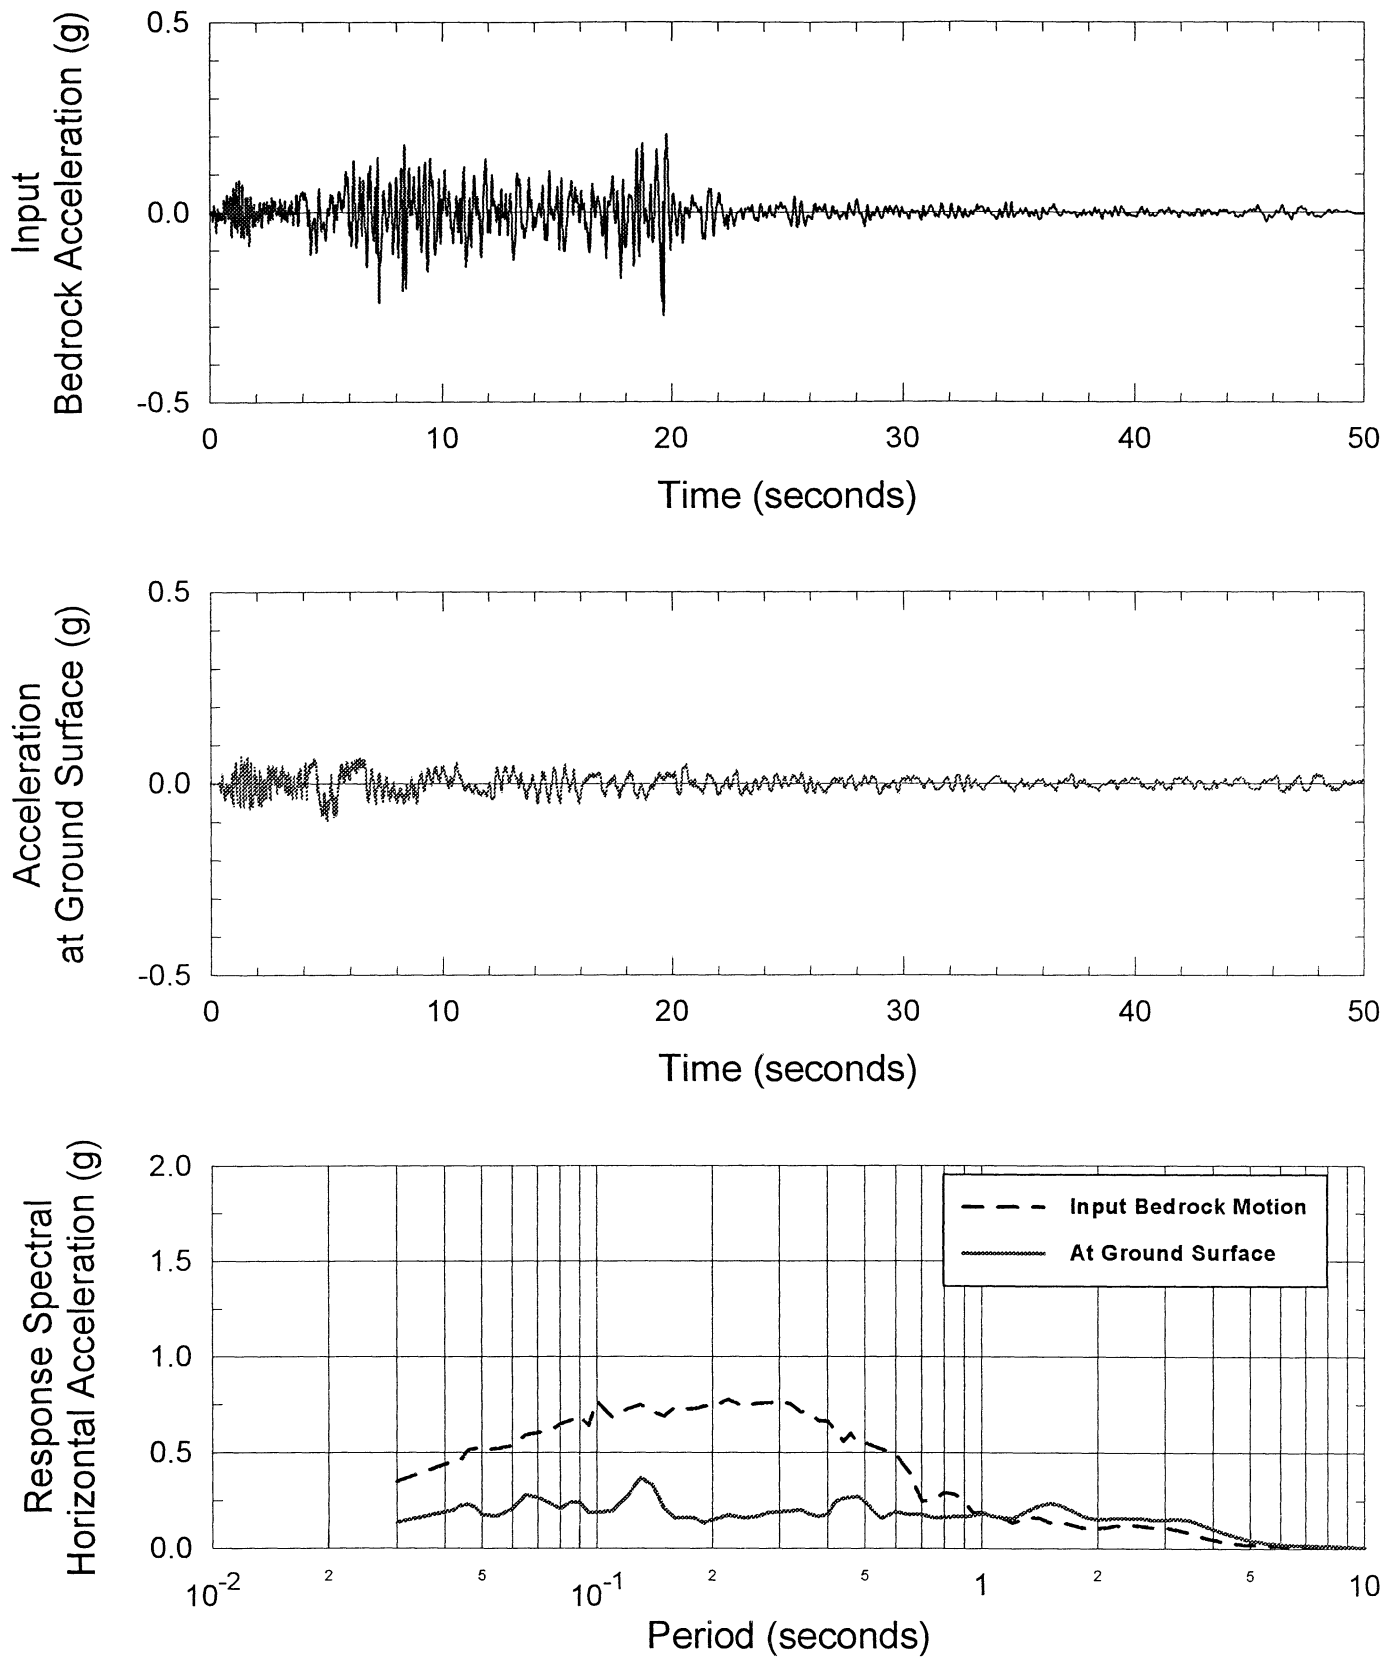 Input
Bedrock Acceleration (g)
0.5
0.0
-0.5
0 10 20 30 40 50
Time (seconds)
Acceleration
at Ground Surface (g)
0.5
0.0
-0.5
0 10 20 30 40 50
Time (seconds)
Response Spectral
Horizontal Acceleration (g)
2.0
1.5
1.0
0.5
0.0
Input Bedrock Motion
At Ground Surface
10-2 2 5 10-1 2 5 1 2 5 10
Period (seconds)